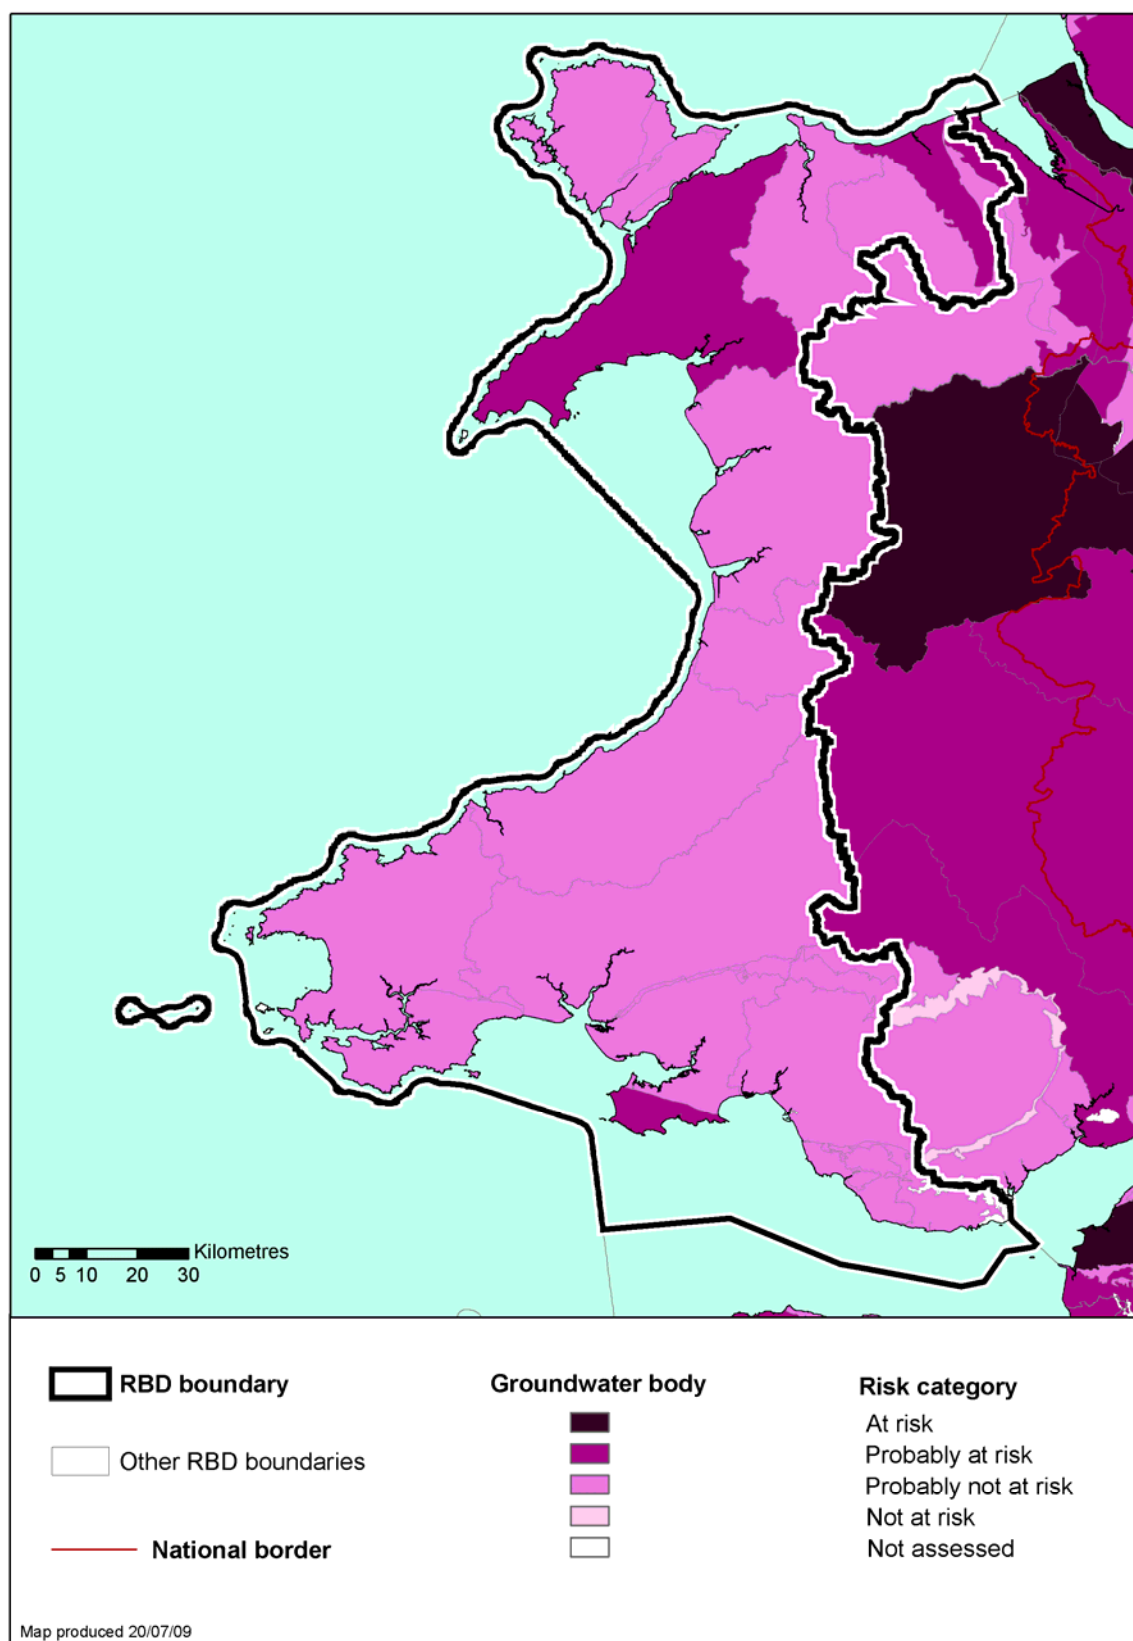 Kilometres
0 5 10 20 30
RBD boundary
Other RBD boundaries
National border
Groundwater body
Risk category
At risk
Probably at risk
Probably not at risk
Not at risk
Not assessed
Map produced 20/07/09